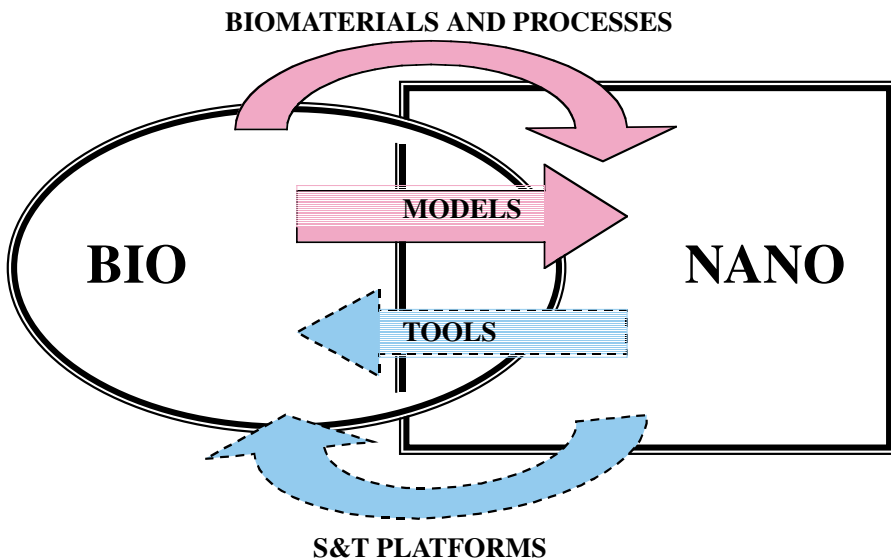 BIOMATERIALS AND PROCESSES
MODELS
BIO
NANO
TOOLS
S&T PLATFORMS